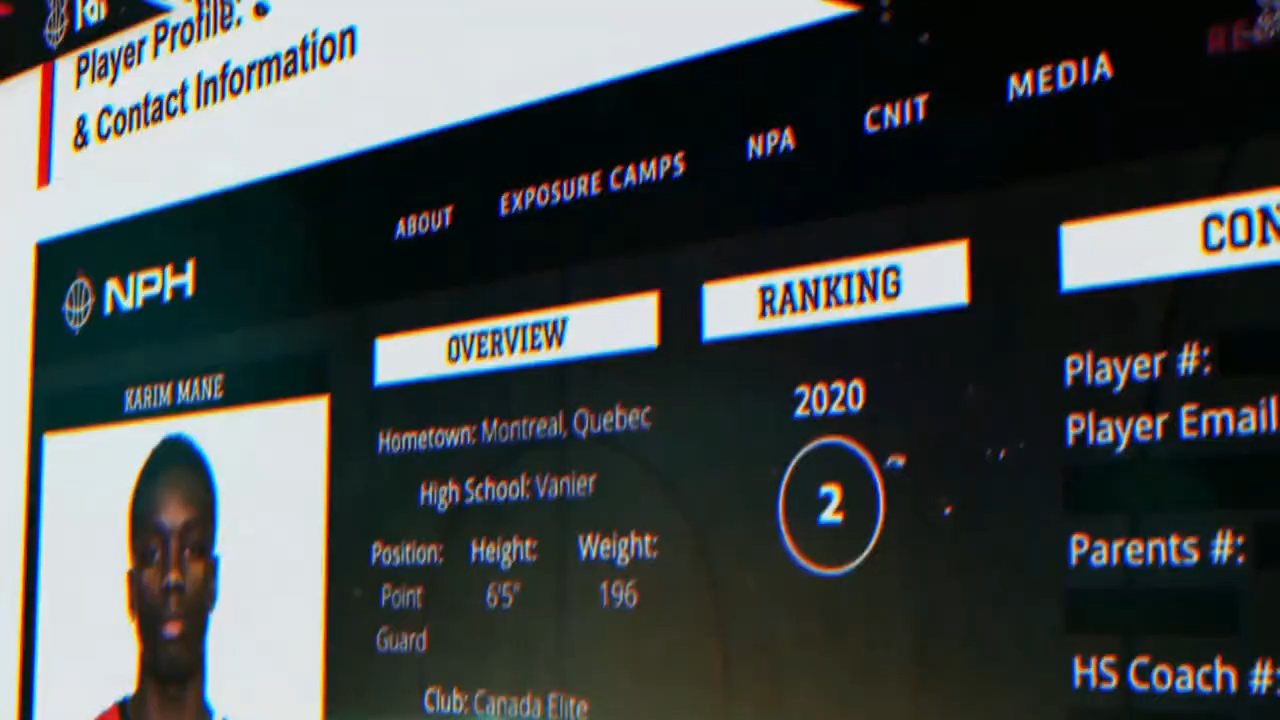 Player Profile:
& Contact Information
ABOUT
EXPOSURE CAMPS
NPA
CNIT
MEDIA
NPH
KARIM MANE
OVERVIEW
Hometown: Montreal, Quebec
High School: Vanier
Position: Height: Weight:
Point 6'5" 196
Guard
Club: Canada Elite
RANKING
2020
2
CON
Player #:
Player Email
Parents #:
HS Coach #: